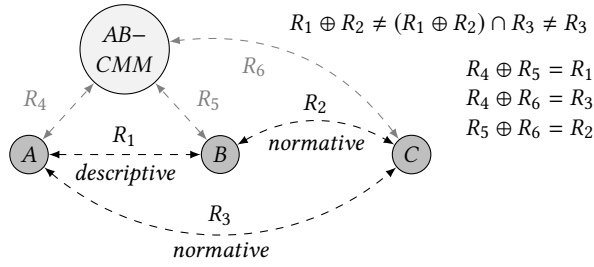 R₁ ⊕ R₂ ≠ (R₁ ⊕ R₂) ∩ R₃ ≠ R₃
AB–
CMM
R₆
R₄ ⊕ R₅ = R₁
R₄
R₅
R₂
R₄ ⊕ R₆ = R₃
R₅ ⊕ R₆ = R₂
R₁
normative
A
B
C
descriptive
R₃
normative